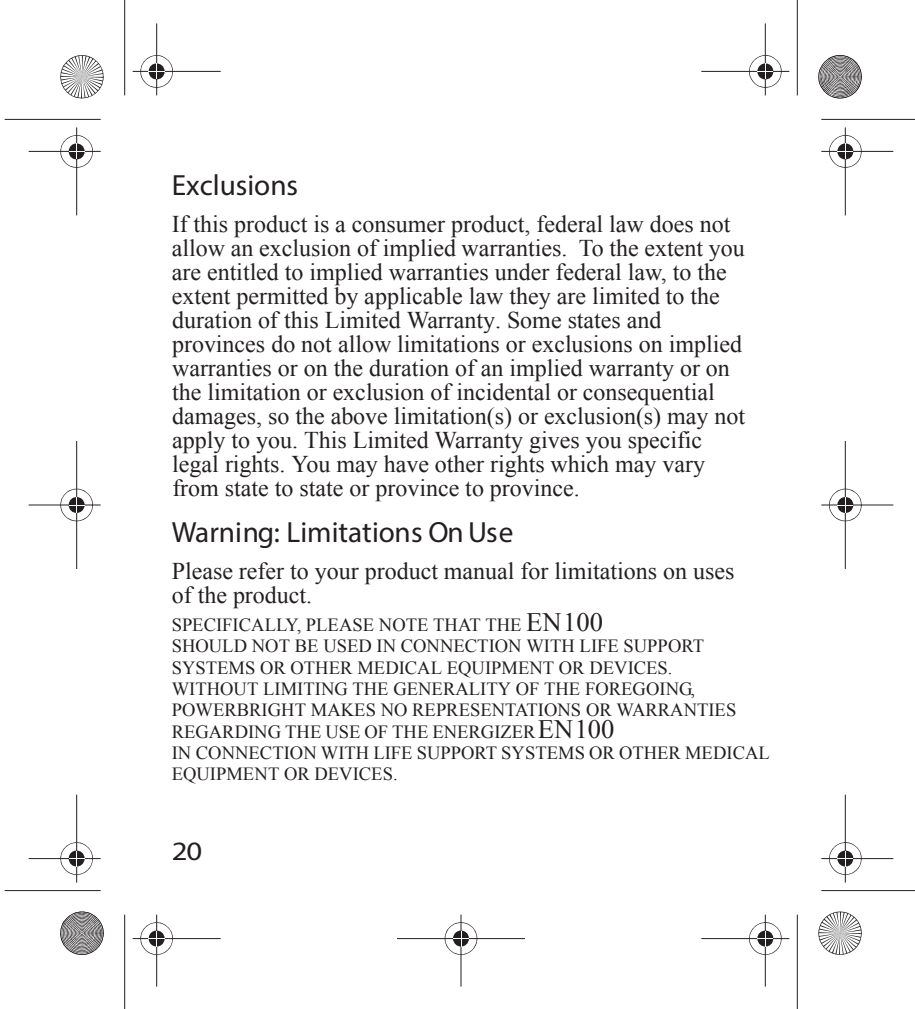 Exclusions
If this product is a consumer product, federal law does not
allow an exclusion of implied warranties.  To the extent you
are entitled to implied warranties under federal law, to the
extent permitted by applicable law they are limited to the
duration of this Limited Warranty. Some states and
provinces do not allow limitations or exclusions on implied
warranties or on the duration of an implied warranty or on
the limitation or exclusion of incidental or consequential
damages, so the above limitation(s) or exclusion(s) may not
apply to you. This Limited Warranty gives you specific
legal rights. You may have other rights which may vary
from state to state or province to province.
Warning: Limitations On Use
Please refer to your product manual for limitations on uses
of the product.
SPECIFICALLY, PLEASE NOTE THAT THE EN100
SHOULD NOT BE USED IN CONNECTION WITH LIFE SUPPORT
SYSTEMS OR OTHER MEDICAL EQUIPMENT OR DEVICES.
WITHOUT LIMITING THE GENERALITY OF THE FOREGOING,
POWERBRIGHT MAKES NO REPRESENTATIONS OR WARRANTIES
REGARDING THE USE OF THE ENERGIZER EN100
IN CONNECTION WITH LIFE SUPPORT SYSTEMS OR OTHER MEDICAL
EQUIPMENT OR DEVICES.
20